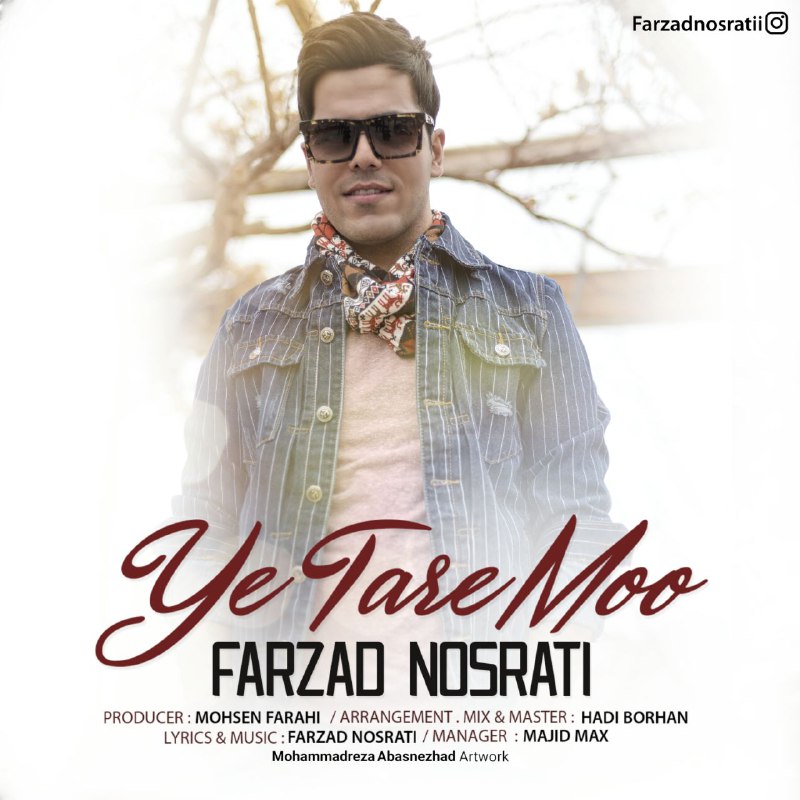 Farzadnosratii
Ye Tare Moo
FARZAD NOSRATI
PRODUCER : MOHSEN FARAHI / ARRANGEMENT . MIX & MASTER : HADI BORHAN
LYRICS & MUSIC : FARZAD NOSRATI / MANAGER : MAJID MAX
Mohammadreza Abasnezhad Artwork